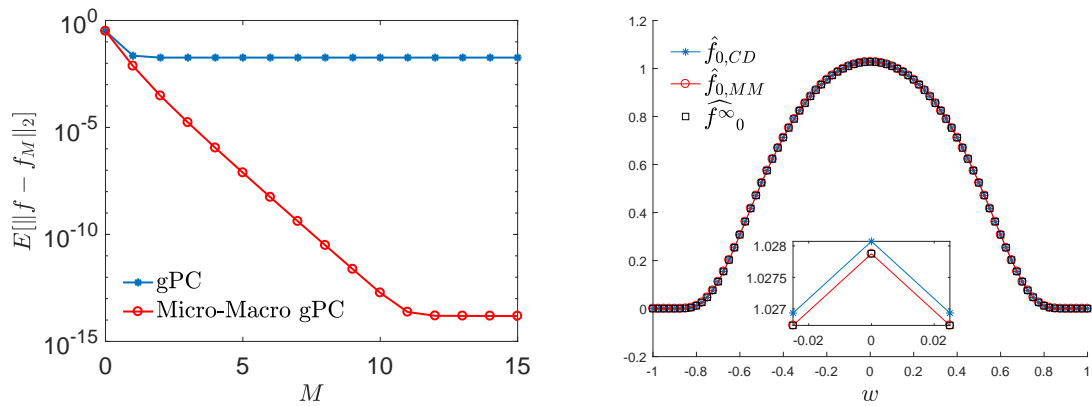 10^0
10^-5
10^-10
10^-15
E[||f − f_M||_2]
gPC
Micro-Macro gPC
0 5 10 15
M
1.2
1
0.8
0.6
0.4
0.2
0
-0.2
f̂_{0,CD}
f̂_{0,MM}
\widehat{f^∞}_0
1.028
1.0275
1.027
-0.02 0 0.02
-1 -0.8 -0.6 -0.4 -0.2 0 0.2 0.4 0.6 0.8 1
w